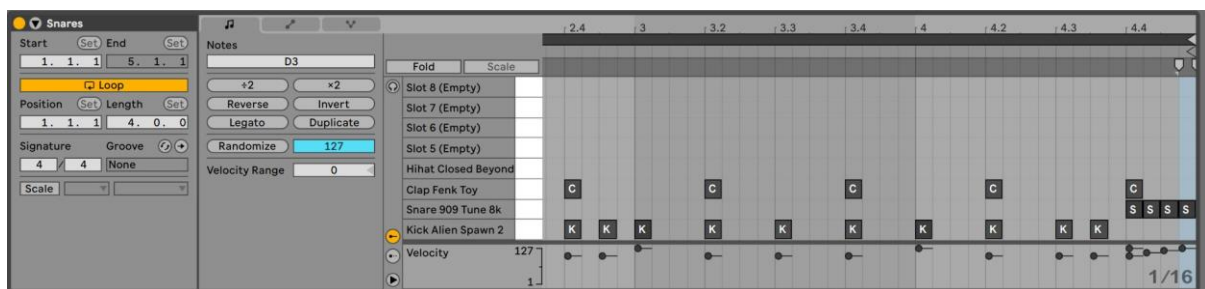 Snares
Start Set End Set
1. 1. 1 5. 1. 1
Loop
Position Set Length Set
1. 1. 1 4. 0. 0
Signature Groove
4 / 4 None
Scale
Notes
D3
÷2 ×2
Reverse Invert
Legato Duplicate
Randomize 127
Velocity Range 0
2.4 3 3.2 3.3 3.4 4 4.2 4.3 4.4
Fold Scale
Slot 8 (Empty)
Slot 7 (Empty)
Slot 6 (Empty)
Slot 5 (Empty)
Hihat Closed Beyond
Clap Fenk Toy C C C C C
Snare 909 Tune 8k S S S S
Kick Alien Spawn 2 K K K K K K K K K K
Velocity 127
1 1/16